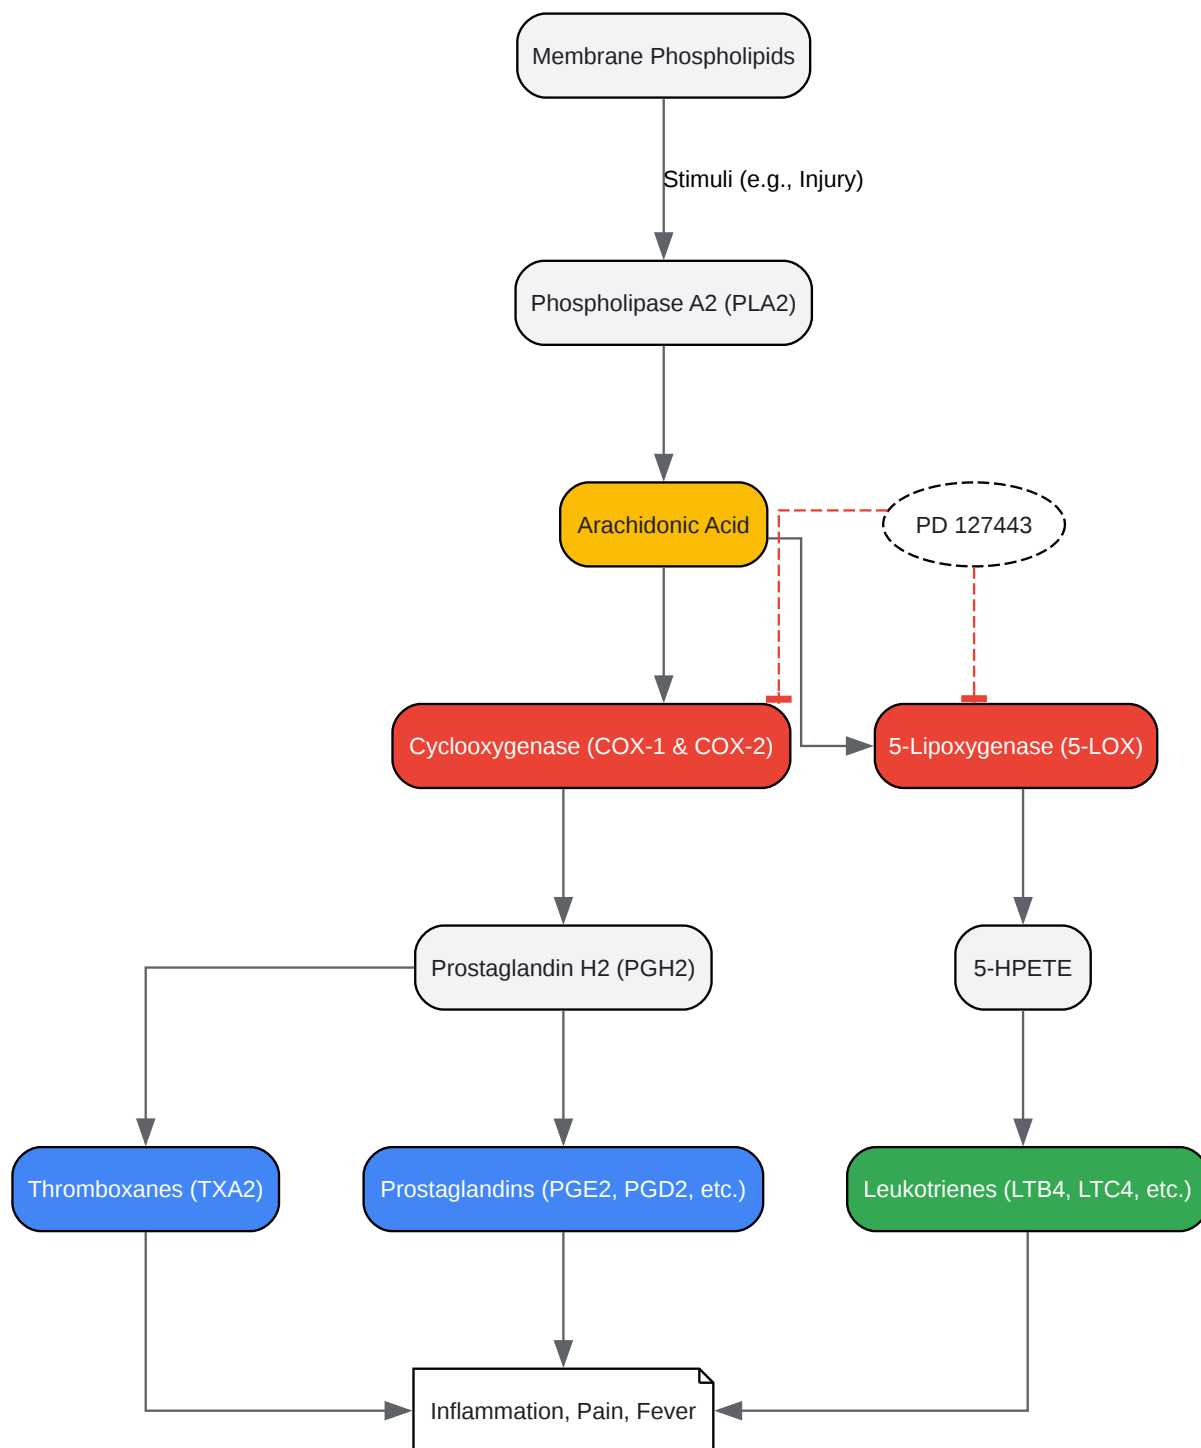 Membrane Phospholipids
Stimuli (e.g., Injury)
Phospholipase A2 (PLA2)
Arachidonic Acid
PD 127443
Cyclooxygenase (COX-1 & COX-2)
5-Lipoxygenase (5-LOX)
Prostaglandin H2 (PGH2)
5-HPETE
Thromboxanes (TXA2)
Prostaglandins (PGE2, PGD2, etc.)
Leukotrienes (LTB4, LTC4, etc.)
Inflammation, Pain, Fever